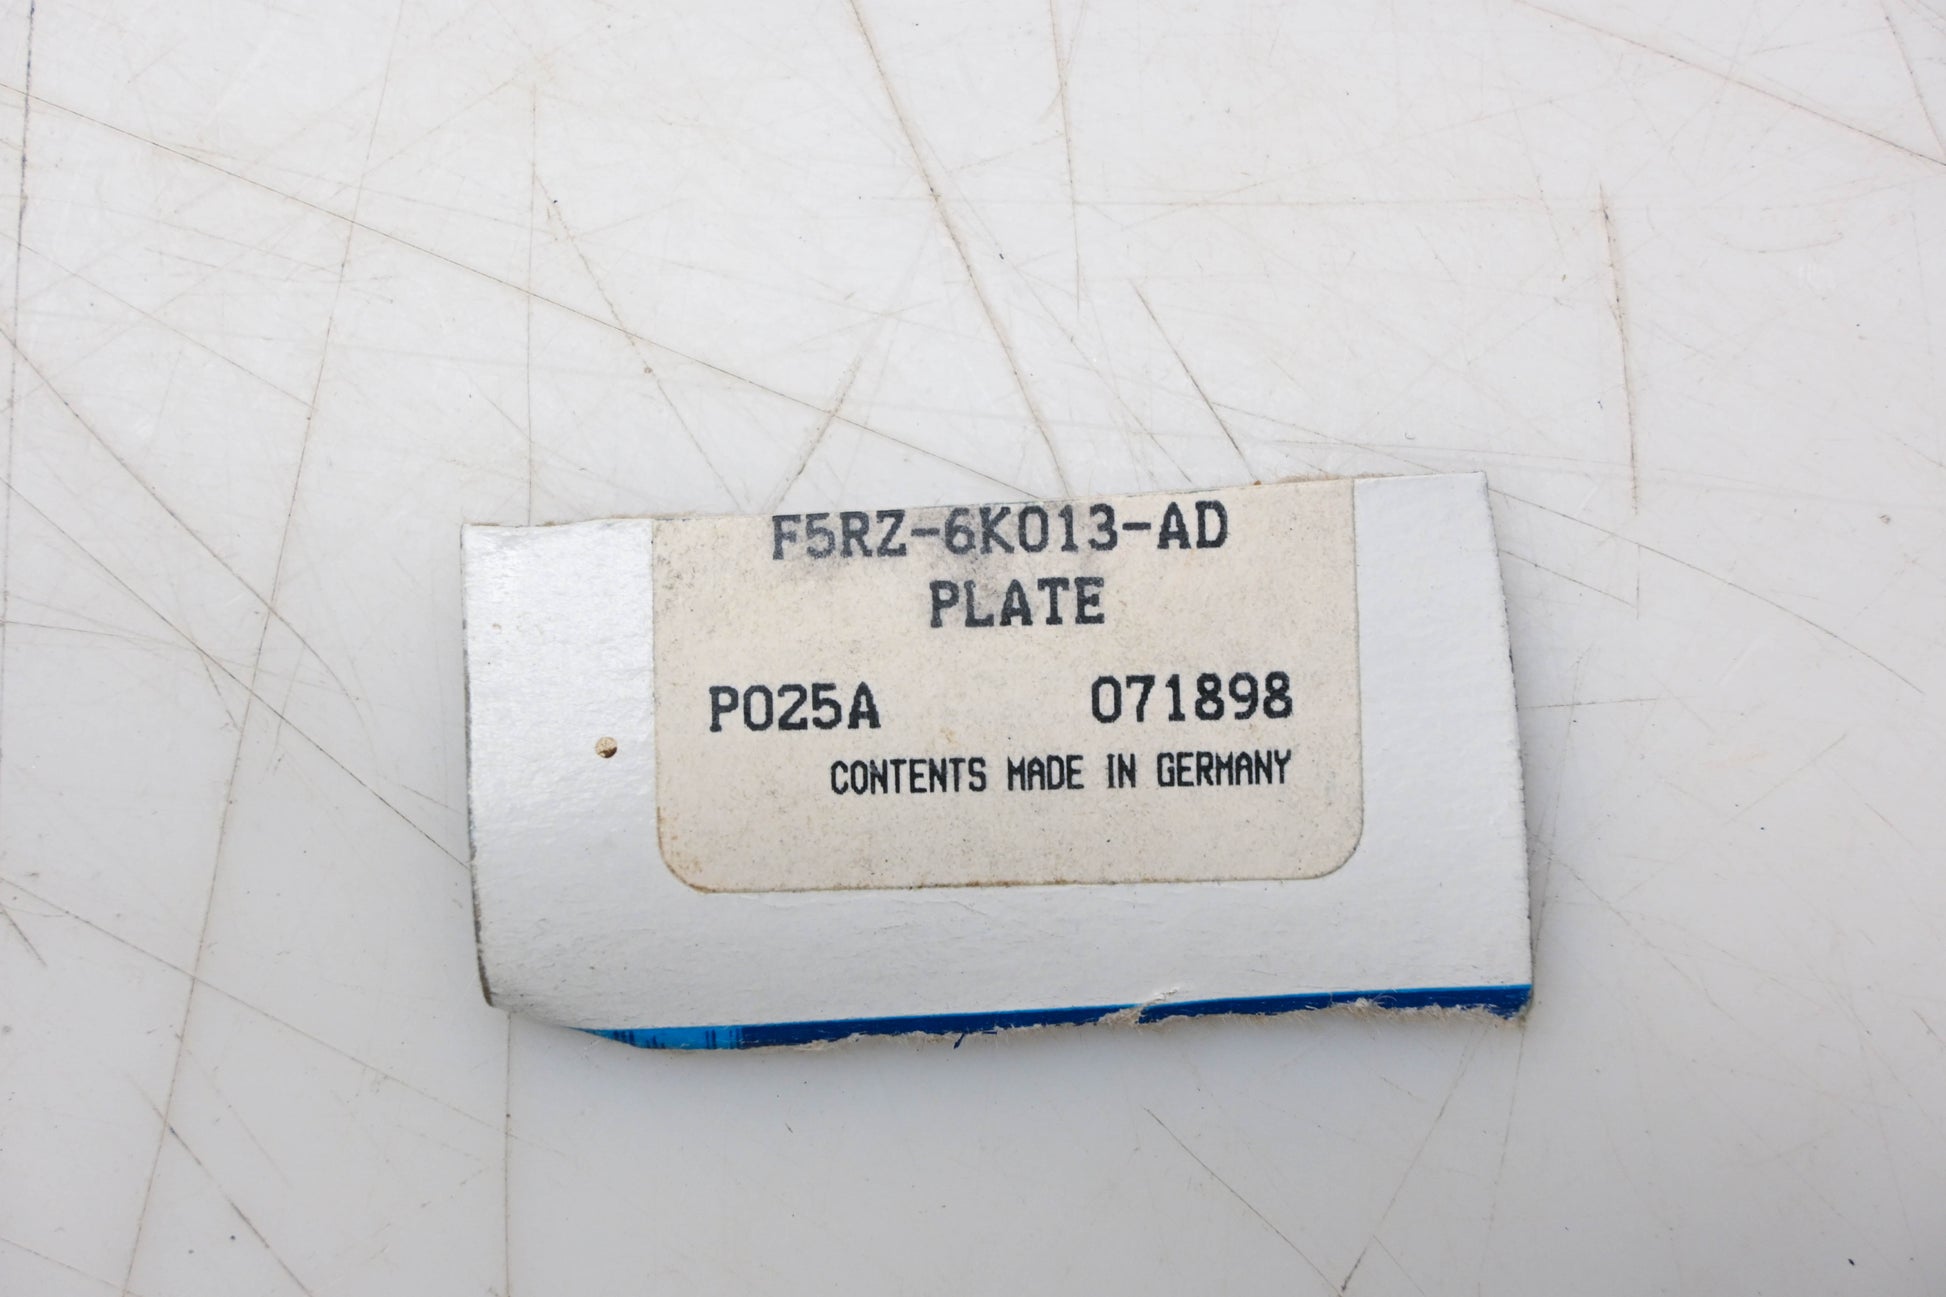 F5RZ-6K013-AD
PLATE
P025A 071898
CONTENTS MADE IN GERMANY